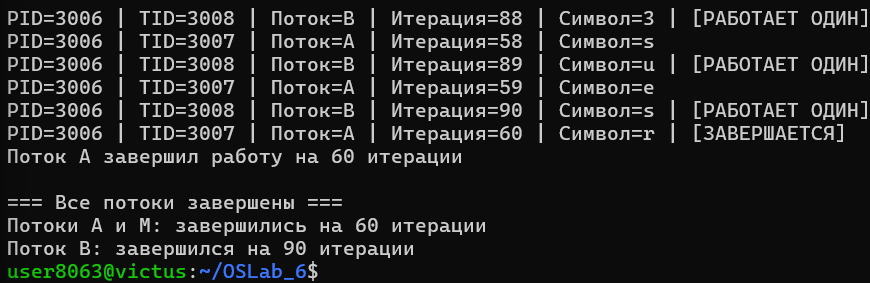 PID=3006 | TID=3008 | Поток=B | Итерация=88 | Символ=3 | [РАБОТАЕТ ОДИН]
PID=3006 | TID=3007 | Поток=A | Итерация=58 | Символ=s
PID=3006 | TID=3008 | Поток=B | Итерация=89 | Символ=u | [РАБОТАЕТ ОДИН]
PID=3006 | TID=3007 | Поток=A | Итерация=59 | Символ=e
PID=3006 | TID=3008 | Поток=B | Итерация=90 | Символ=s | [РАБОТАЕТ ОДИН]
PID=3006 | TID=3007 | Поток=A | Итерация=60 | Символ=r | [ЗАВЕРШАЕТСЯ]
Поток A завершил работу на 60 итерации
=== Все потоки завершены ===
Потоки A и M: завершились на 60 итерации
Поток B: завершился на 90 итерации
user8063@victus:~/OSLab_6$